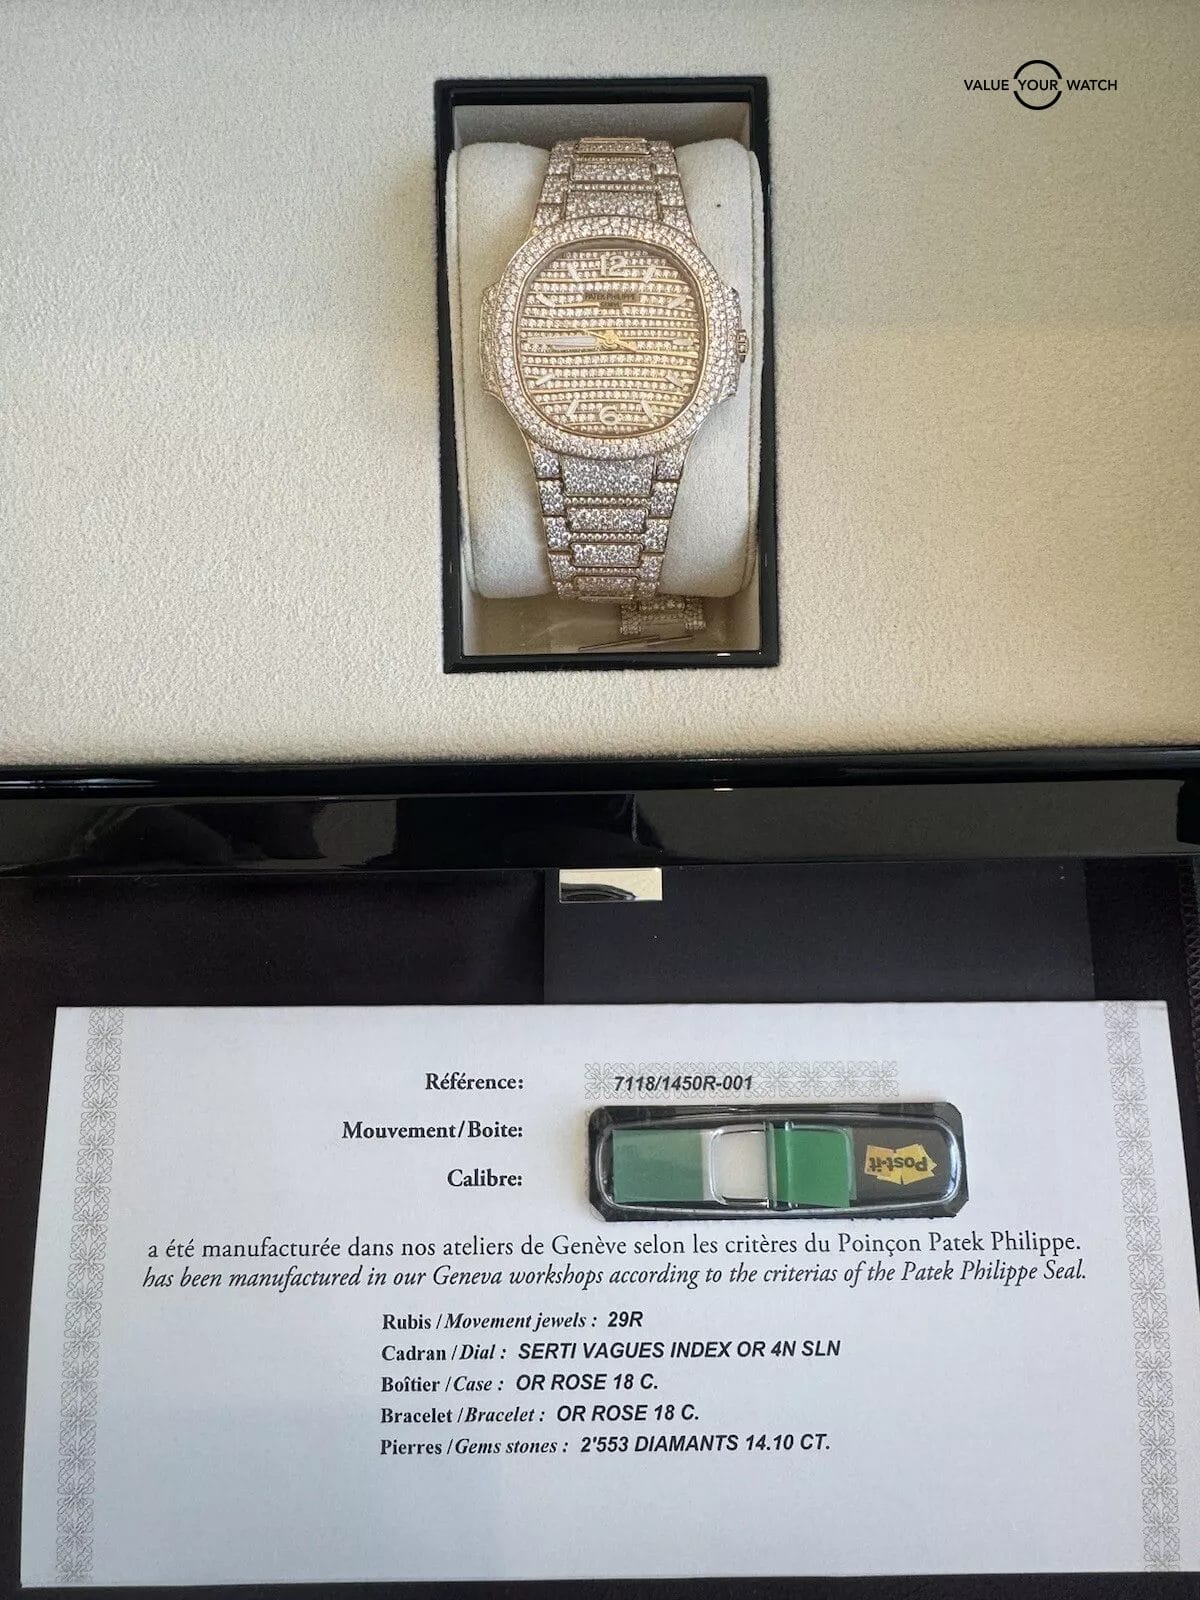 VALUE YOUR WATCH
12
PATEK PHILIPPE
GENEVE
6
Référence: 7118/1450R-001
Mouvement/Boite:
Calibre:
Post-it
a été manufacturée dans nos ateliers de Genève selon les critères du Poinçon Patek Philippe.
has been manufactured in our Geneva workshops according to the criterias of the Patek Philippe Seal.
Rubis / Movement jewels : 29R
Cadran / Dial : SERTI VAGUES INDEX OR 4N SLN
Boîtier / Case : OR ROSE 18 C.
Bracelet / Bracelet : OR ROSE 18 C.
Pierres / Gems stones : 2'553 DIAMANTS 14.10 CT.